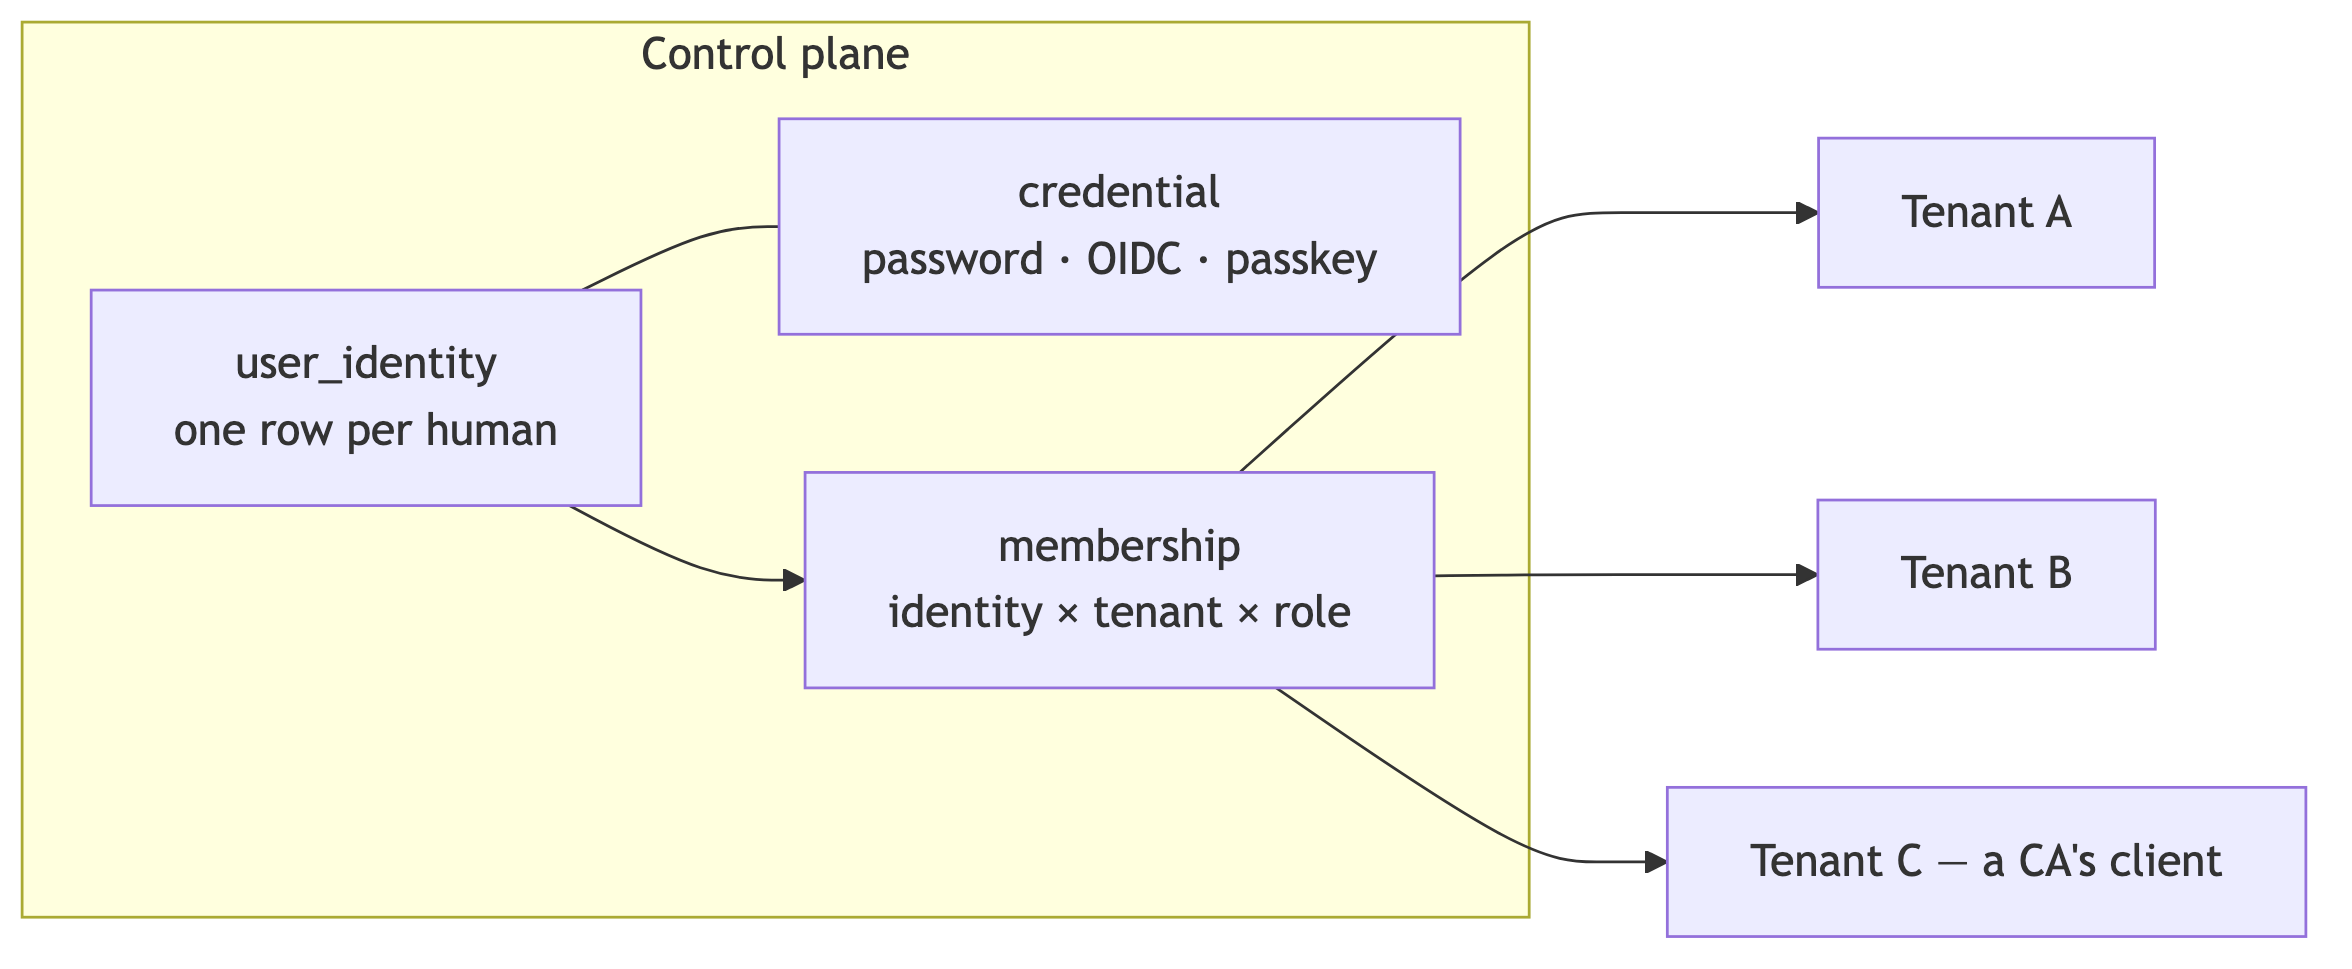 Control plane
credential
password · OIDC · passkey
user_identity
one row per human
membership
identity × tenant × role
Tenant A
Tenant B
Tenant C — a CA's client